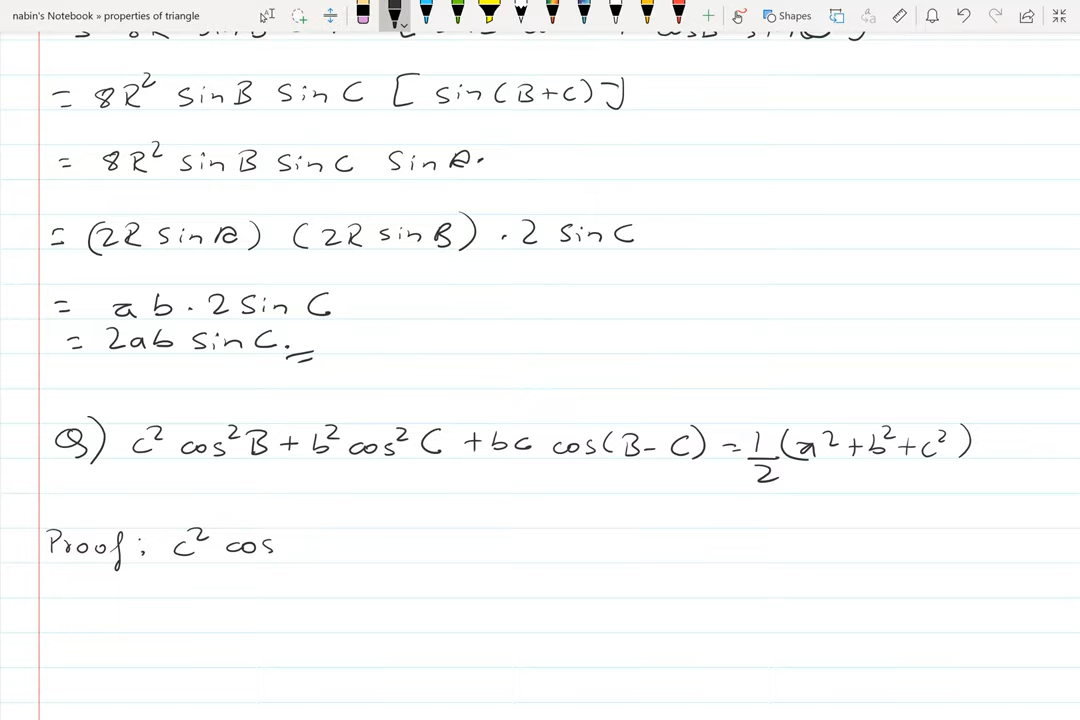 nabin's Notebook » properties of triangle
Shapes
= 8R² sinB sinC [ sin(B+C) ]
= 8R² sinB sinC sinA.
= (2R sinA) (2R sinB) . 2 sinC
= ab . 2 sinC
= 2ab sinC.
Q) c² cos²B + b² cos²C + bc cos(B-C) = 1/2 (a² + b² + c²)
Proof : c² cos